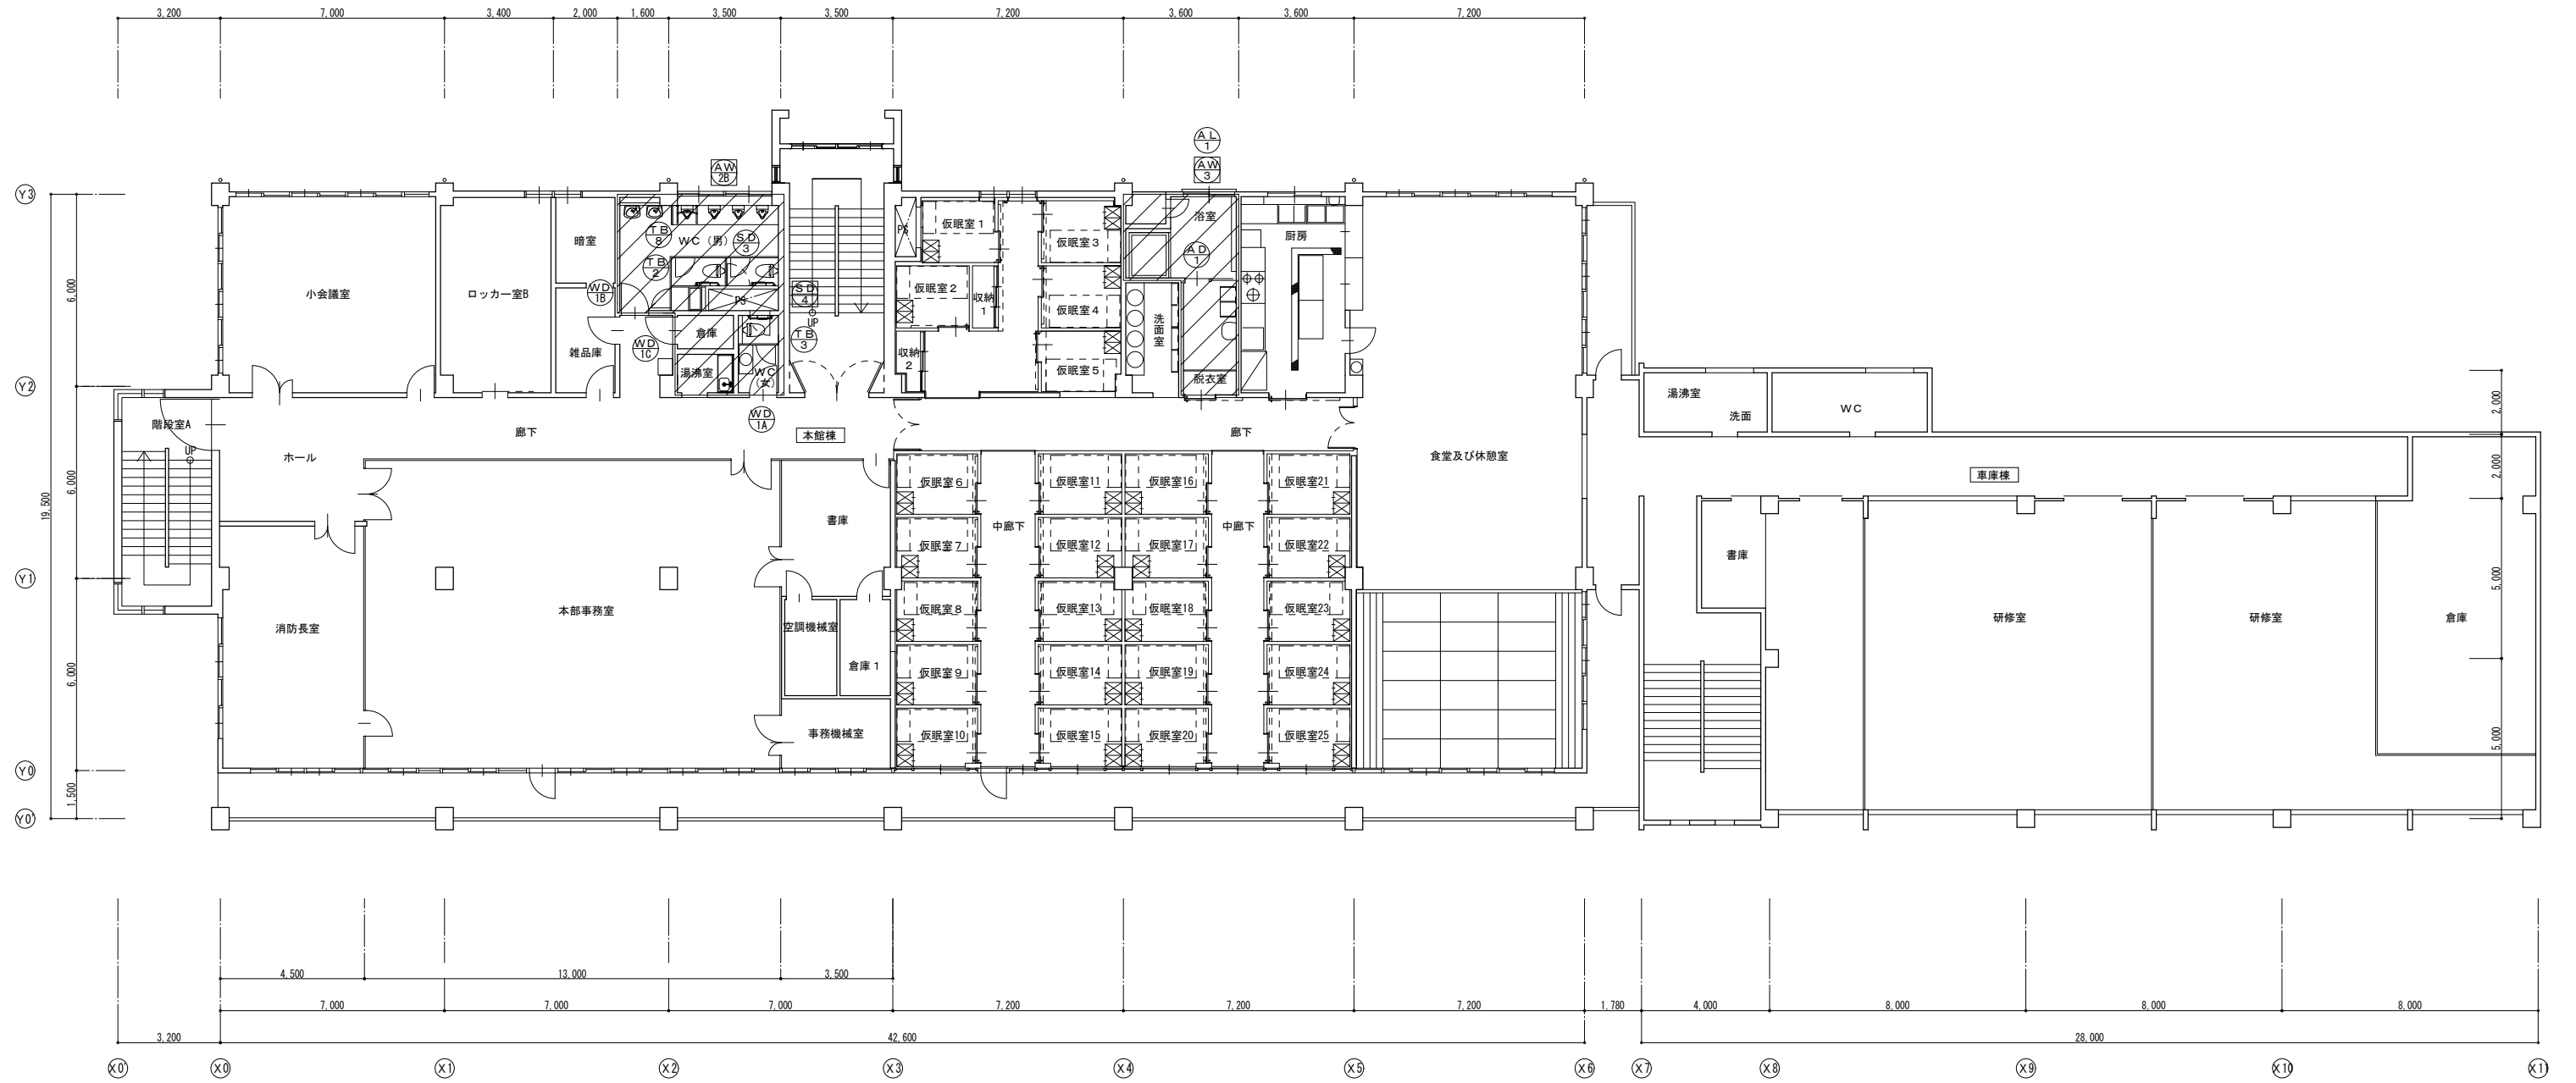 3,200 7,000 3,400 2,000 1,600 3,500 3,500 7,200 3,600 3,600 7,200
AL
1
AW
2B
AW
3
Y3
仮眠室1
浴室
PS
TB
8
WC（男）
SD
3
暗室
厨房
仮眠室3
AD
1
TB
2
6,000
小会議室
ロッカー室B
WD
1B
PS
SD
4
仮眠室2
収納
1
仮眠室4
UP
洗面室
倉庫
TB
3
WD
1C
雑品庫
収納
2
仮眠室5
湯沸室
WC
（女）
脱衣室
Y2
湯沸室
洗面
WC
2,000
WD
1A
階段室A
廊下
本館棟
廊下
UP
ホール
食堂及び休憩室
車庫棟
2,000
6,000
19,500
仮眠室6
仮眠室11
仮眠室16
仮眠室21
書庫
中廊下
中廊下
仮眠室7
仮眠室12
仮眠室17
仮眠室22
書庫
Y1
5,000
本部事務室
仮眠室8
仮眠室13
仮眠室18
仮眠室23
研修室
研修室
倉庫
消防長室
空調機械室
倉庫1
6,000
仮眠室9
仮眠室14
仮眠室19
仮眠室24
事務機械室
仮眠室10
仮眠室15
仮眠室20
仮眠室25
5,000
Y0
1,500
Y0'
4,500 13,000 3,500
7,000 7,000 7,000 7,200 7,200 7,200 1,780 4,000 8,000 8,000 8,000
3,200 42,600 28,000
X0' X0 X1 X2 X3 X4 X5 X6 X7 X8 X9 X10 X11